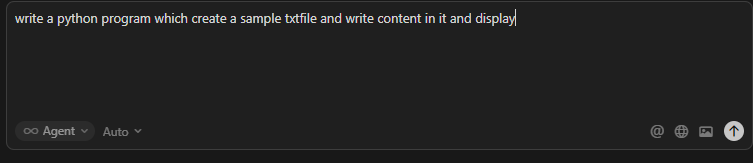 write a python program which create a sample txtfile and write content in it and display
Agent Auto